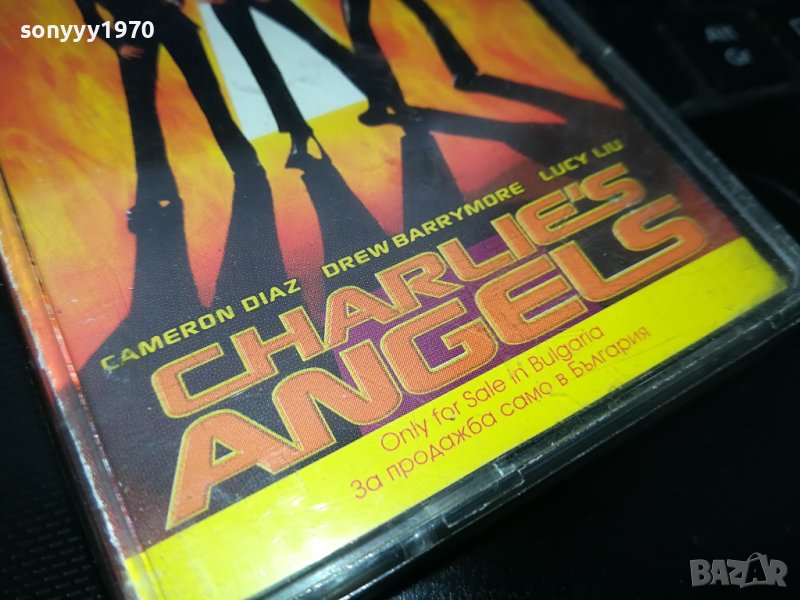 sonyyy1970
CAMERON DIAZ DREW BARRYMORE LUCY LIU
CHARLIE'S
ANGELS
Only for Sale in Bulgaria
За продажба само в България
BAZAR